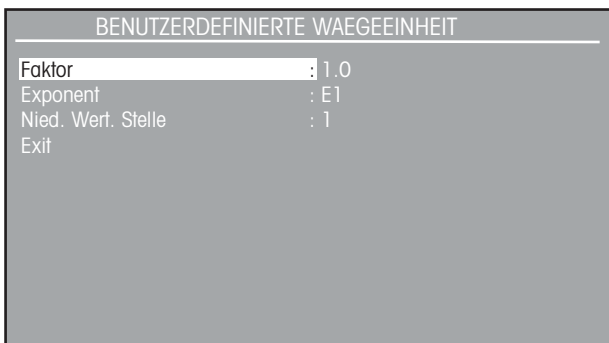 BENUTZERDEFINIERTE WAEGEEINHEIT
Faktor : 1.0
Exponent : E1
Nied. Wert. Stelle : 1
Exit